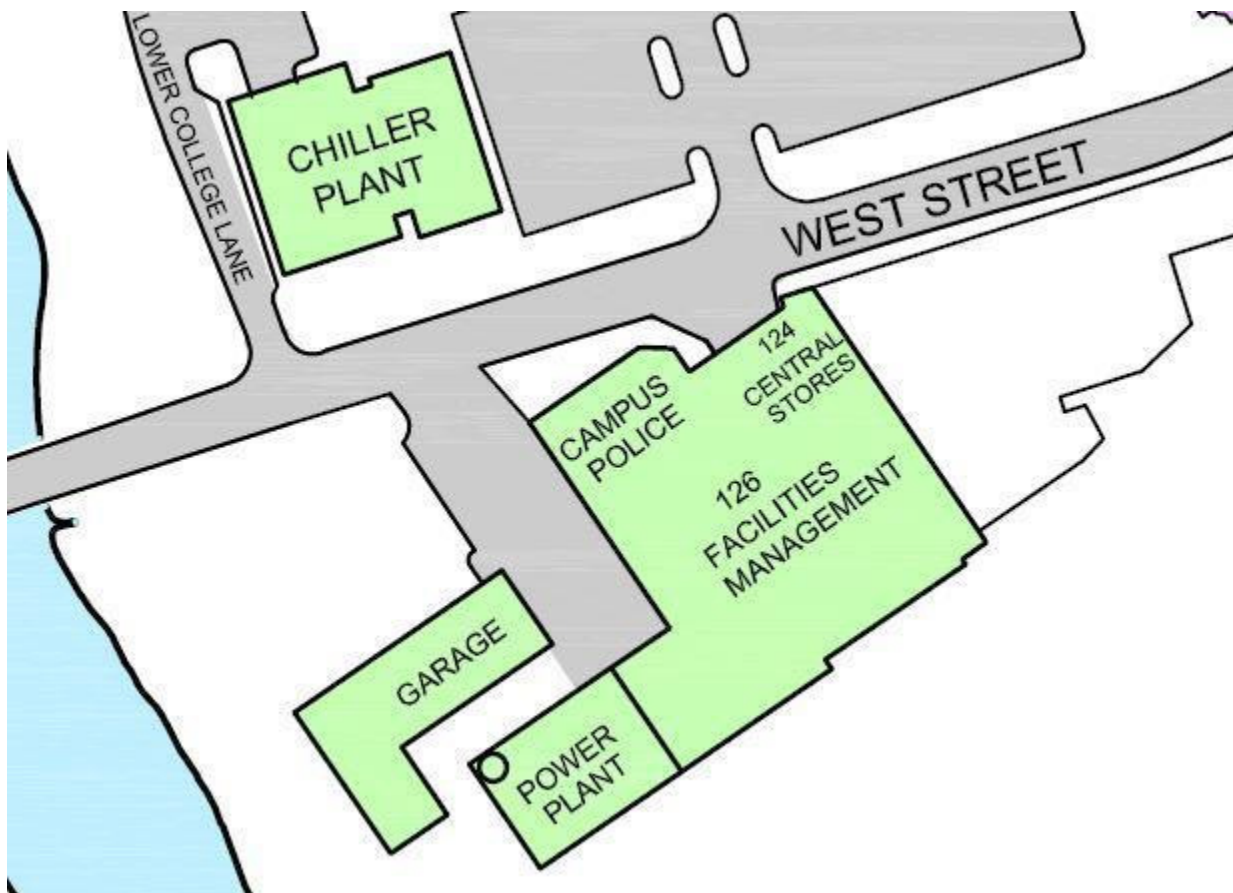 LOWER COLLEGE LANE
CHILLER
PLANT
WEST STREET
124
CENTRAL
STORES
CAMPUS
POLICE
126
FACILITIES
MANAGEMENT
GARAGE
POWER
PLANT